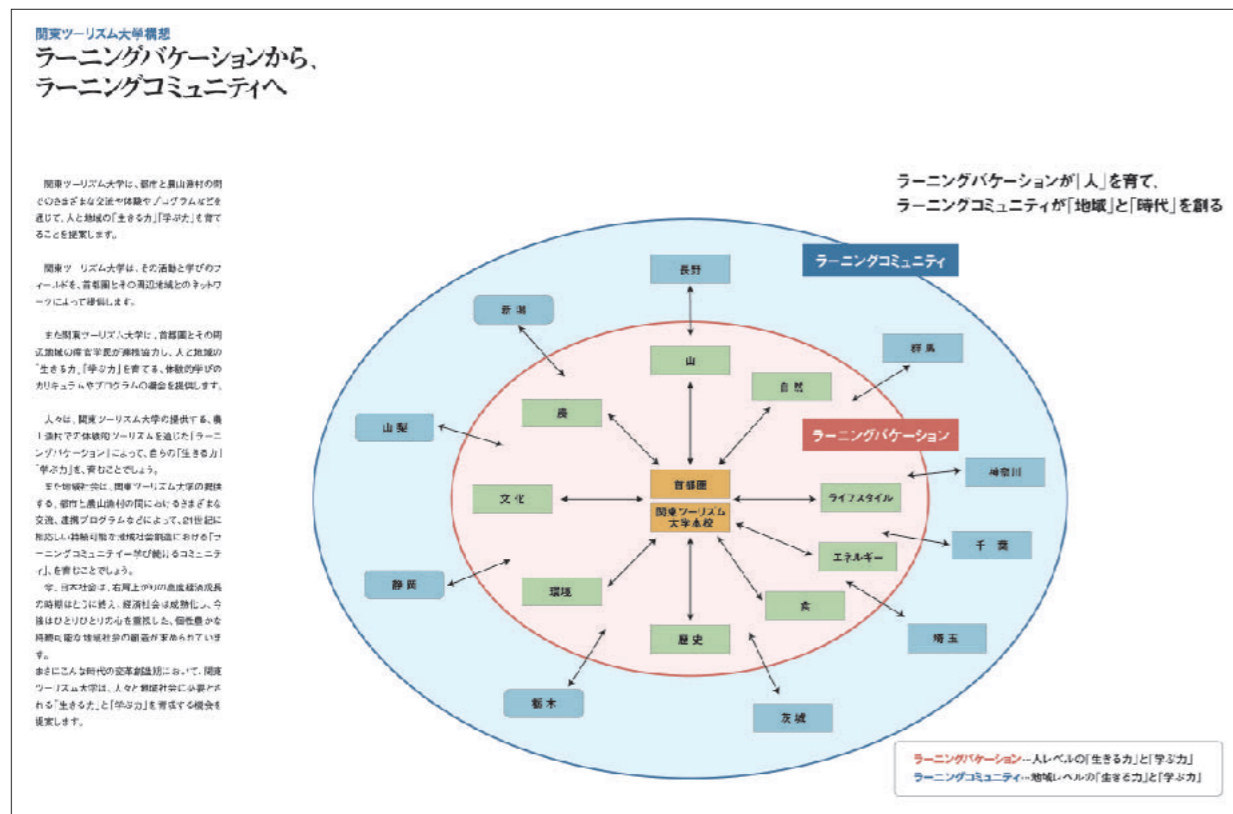 関東ツーリズム大学構想
ラーニングバケーションから、
ラーニングコミュニティへ
関東ツーリズム大学は、都市と農山漁村の間
でのさまざまな交流や体験やプログラムなどを
通じて、人と地域の「生きる力」「学ぶ力」を育て
ることを提案します。
関東ツーリズム大学は、その活動と学びのフ
ィールドを、首都圏とその周辺地域とのネットワ
ークによって提供します。
また関東ツーリズム大学は、首都圏とその周
辺地域の産官学民が連携協力し、人と地域の
「生きる力」「学ぶ力」を育てる、体験的学びの
カリキュラムやプログラムの機会を提供します。
人々は、関東ツーリズム大学の提供する、農
山漁村での体験的ツーリズムを通じた「ラーニ
ングバケーション」によって、自らの「生きる力」
「学ぶ力」を、育むことでしょう。
また地域社会は、関東ツーリズム大学の提供
する、都市と農山漁村の間におけるさまざまな
交流、連携プログラムなどによって、21世紀に
相応しい持続可能な地域社会創造における「ラ
ーニングコミュニティー学び続けるコミュニテ
ィ」、を育むことでしょう。
今、日本社会は、右肩上がりの高度経済成長
の時期はとうに終え、経済社会は成熟化し、今
後はひとりひとりの心を重視した、個性豊かな
持続可能な地域社会の創造が求められていま
す。
まさにこんな時代の変革創造期において、関東
ツーリズム大学は、人々と地域社会に必要とさ
れる「生きる力」と「学ぶ力」を育成する機会を
提案します。
ラーニングバケーションが「人」を育て、
ラーニングコミュニティが「地域」と「時代」を創る
ラーニングコミュニティ
長野
新潟
群馬
山
自然
農
山梨
ラーニングバケーション
神奈川
首都圏
文化
ライフスタイル
関東ツーリズム
大学本校
千葉
エネルギー
静岡
環境
食
歴史
埼玉
栃木
茨城
ラーニングバケーション…人レベルの「生きる力」と「学ぶ力」
ラーニングコミュニティ…地域レベルの「生きる力」と「学ぶ力」